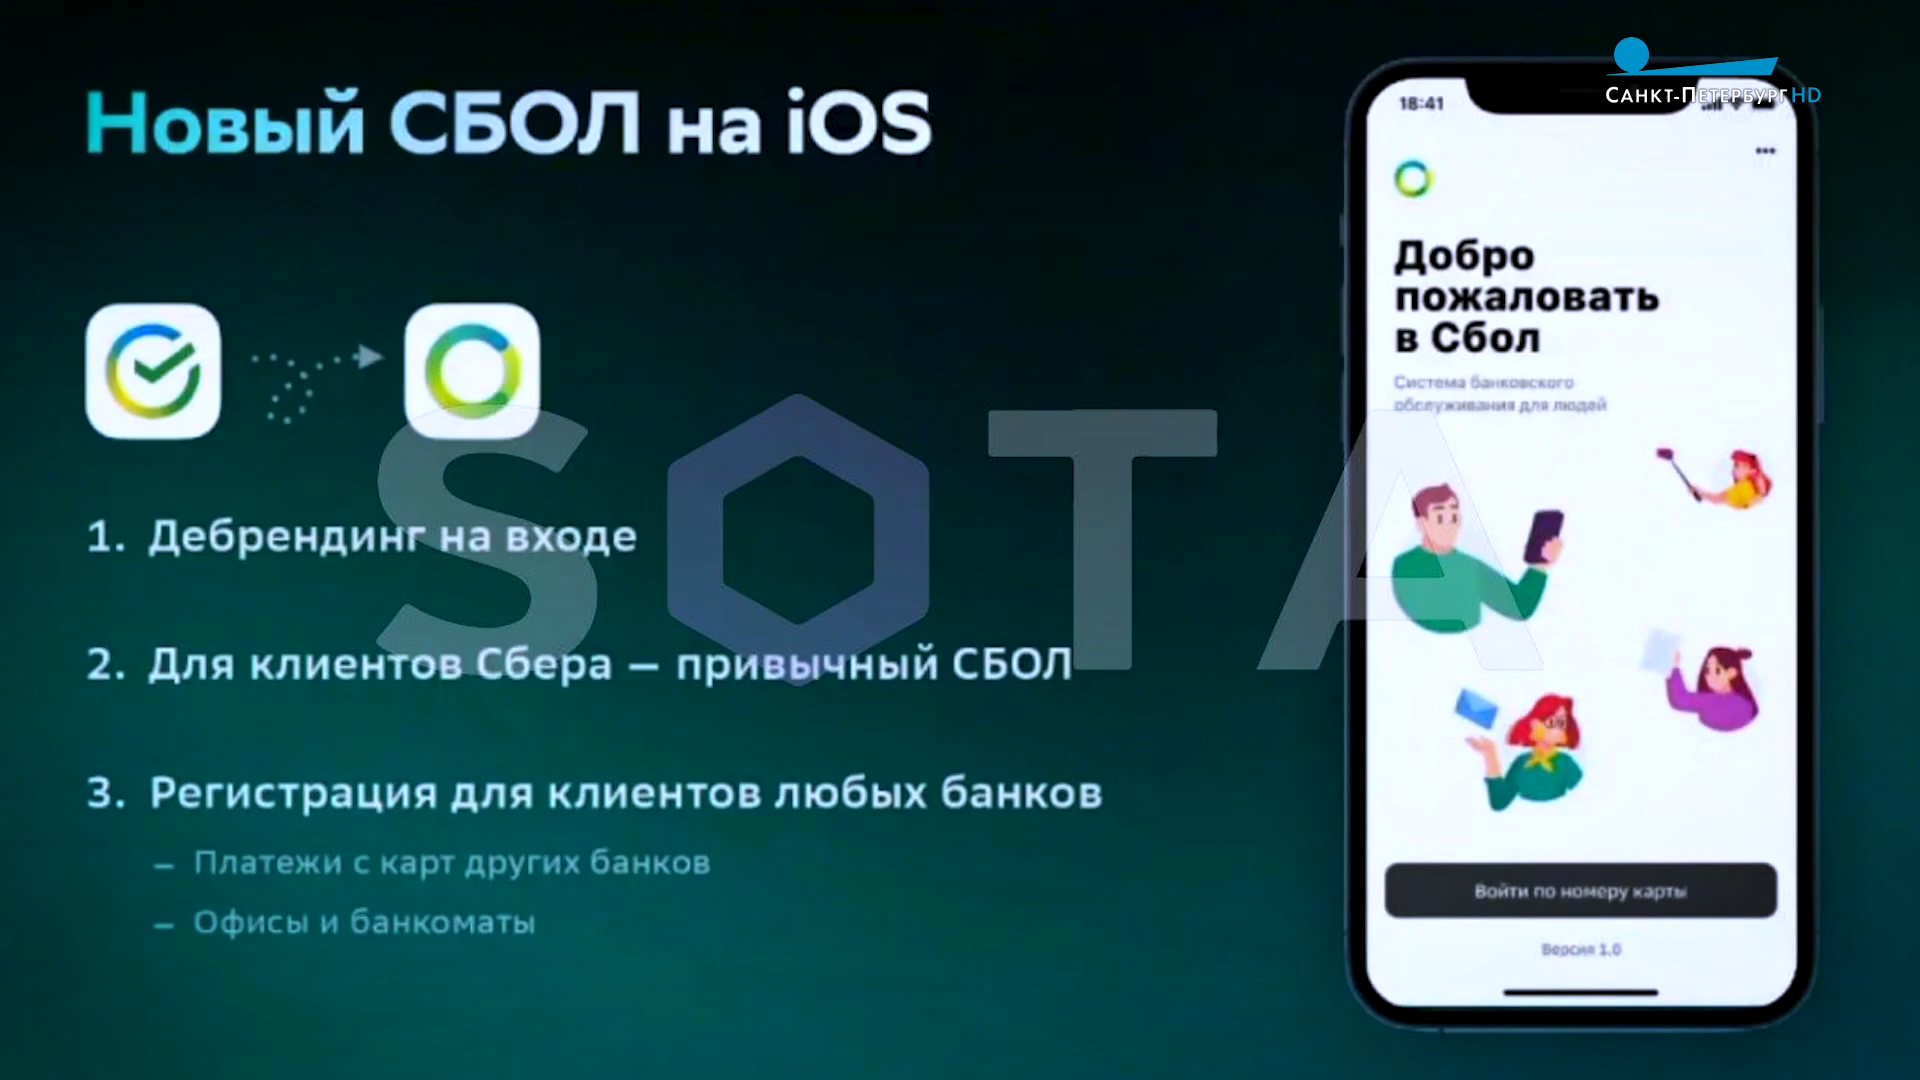 Новый СБОЛ на iOS
1. Дебрендинг на входе
2. Для клиентов Сбера — привычный СБОЛ
3. Регистрация для клиентов любых банков
– Платежи с карт других банков
– Офисы и банкоматы
SOTA
18:41
САНКТ-ПЕТЕРБУРГ HD
Добро
пожаловать
в Сбол
Система банковского
обслуживания для людей
Войти по номеру карты
Версия 1.0